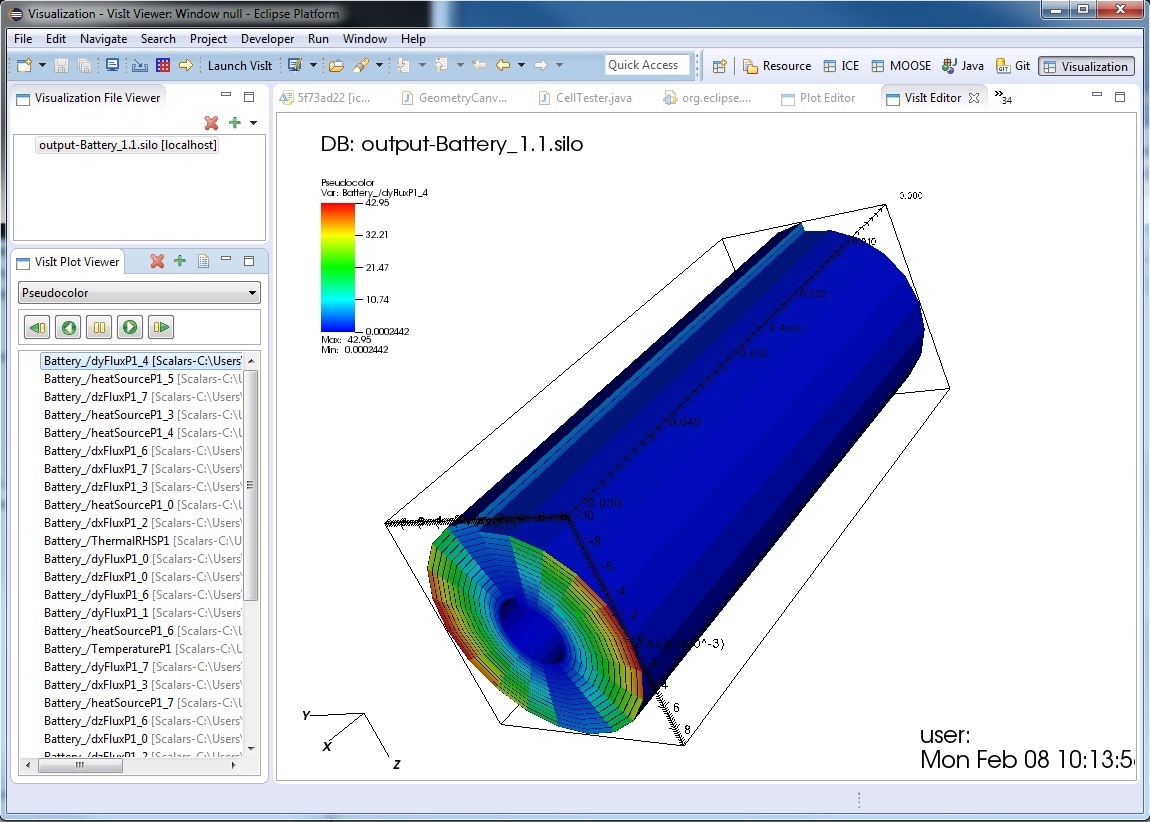 Visualization - VisIt Viewer: Window null - Eclipse Platform
File Edit Navigate Search Project Developer Run Window Help
Launch VisIt Quick Access Resource ICE MOOSE Java Git Visualization
Visualization File Viewer
output-Battery_1.1.silo [localhost]
VisIt Plot Viewer
Pseudocolor
Battery_/dyFluxP1_4 [Scalars-C:\Users\
Battery_/heatSourceP1_5 [Scalars-C:\U
Battery_/dzFluxP1_7 [Scalars-C:\Users\
Battery_/heatSourceP1_3 [Scalars-C:\U
Battery_/heatSourceP1_4 [Scalars-C:\U
Battery_/dxFluxP1_6 [Scalars-C:\Users\
Battery_/dxFluxP1_7 [Scalars-C:\Users\
Battery_/dzFluxP1_3 [Scalars-C:\Users\
Battery_/heatSourceP1_0 [Scalars-C:\U
Battery_/dxFluxP1_2 [Scalars-C:\Users\
Battery_/ThermalRHSP1 [Scalars-C:\U
Battery_/dyFluxP1_0 [Scalars-C:\Users\
Battery_/dzFluxP1_0 [Scalars-C:\Users\
Battery_/dyFluxP1_6 [Scalars-C:\Users\
Battery_/dyFluxP1_1 [Scalars-C:\Users\
Battery_/heatSourceP1_6 [Scalars-C:\U
Battery_/TemperatureP1 [Scalars-C:\U
Battery_/dyFluxP1_7 [Scalars-C:\Users\
Battery_/dxFluxP1_3 [Scalars-C:\Users\
Battery_/heatSourceP1_7 [Scalars-C:\U
Battery_/dzFluxP1_6 [Scalars-C:\Users\
Battery_/dxFluxP1_0 [Scalars-C:\Users\
5f73ad22 [ic... GeometryCanv... CellTester.java org.eclipse.... Plot Editor VisIt Editor 34
DB: output-Battery_1.1.silo
Pseudocolor
Var: Battery_/dyFluxP1_4
42.95
32.21
21.47
10.74
0.0002442
Max: 42.95
Min: 0.0002442
0.000
0.010
0.020
X Axis
0.030
0.040
0.050
-10
-8
-6
-4
-2
4
6
8
Y
X
Z
user:
Mon Feb 08 10:13:5